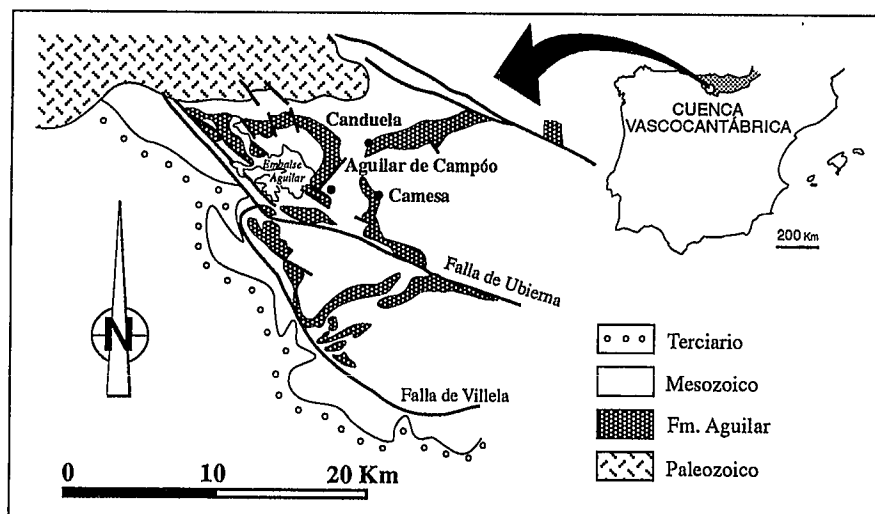 Canduela
Embalse
Aguilar
Aguilar de Campóo
Camesa
Falla de Ubierna
Falla de Villela
N
0 10 20 Km
CUENCA
VASCOCANTÁBRICA
200 Km
Terciario
Mesozoico
Fm. Aguilar
Paleozoico